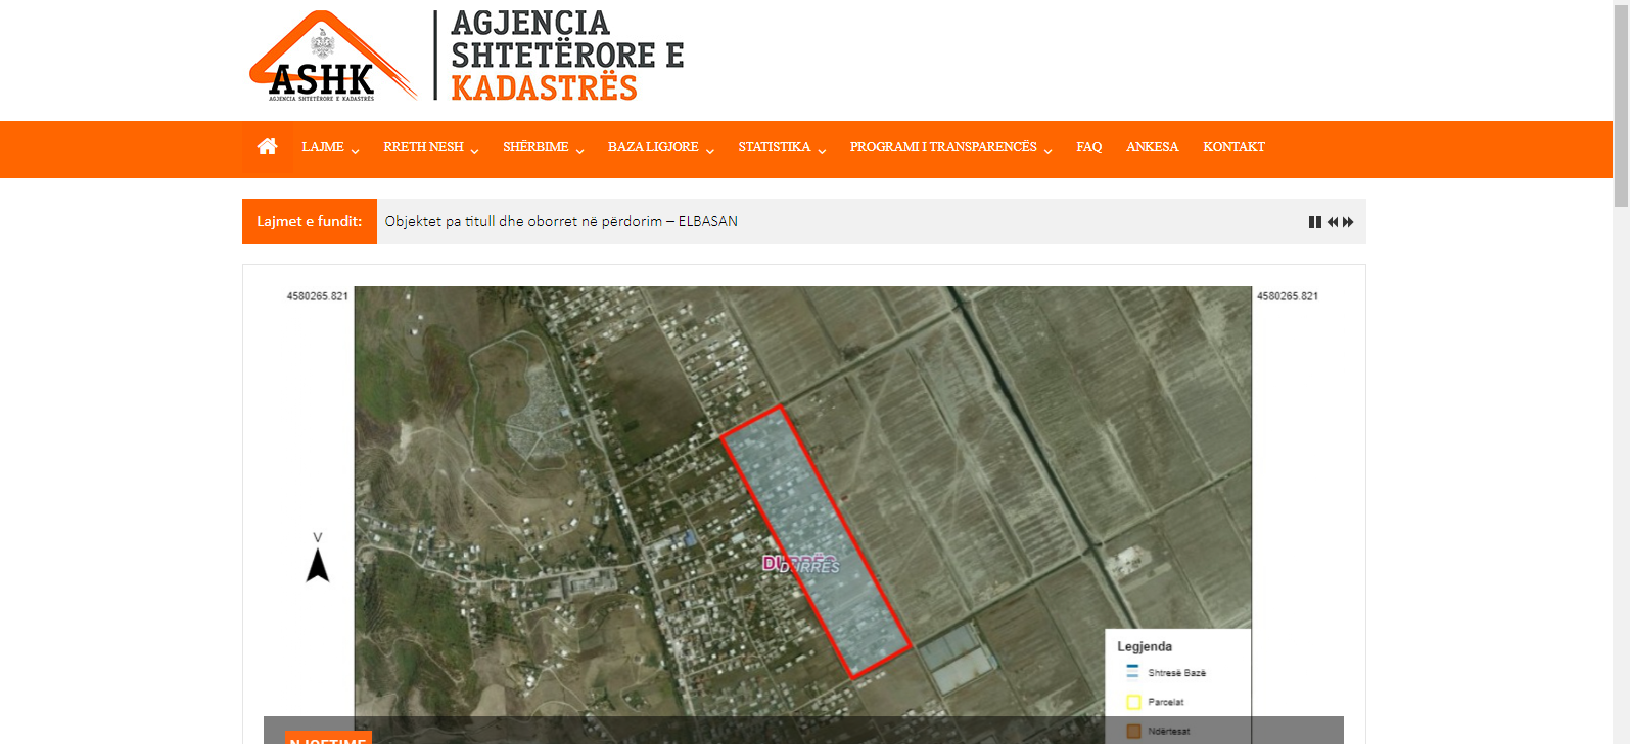 AGJENCIA
SHTETËRORE E
KADASTRËS
ASHK
AGJENCIA SHTETËRORE E KADASTRËS
LAJME RRETH NESH SHËRBIME BAZA LIGJORE STATISTIKA PROGRAMI I TRANSPARENCËS FAQ ANKESA KONTAKT
Lajmet e fundit: Objektet pa titull dhe oborret në përdorim – ELBASAN
4580265.821 4580265.821
V
DURRËS
DURRËS
Legjenda
Shtresë Bazë
Parcelat
Ndërtesat
NJOFTIME